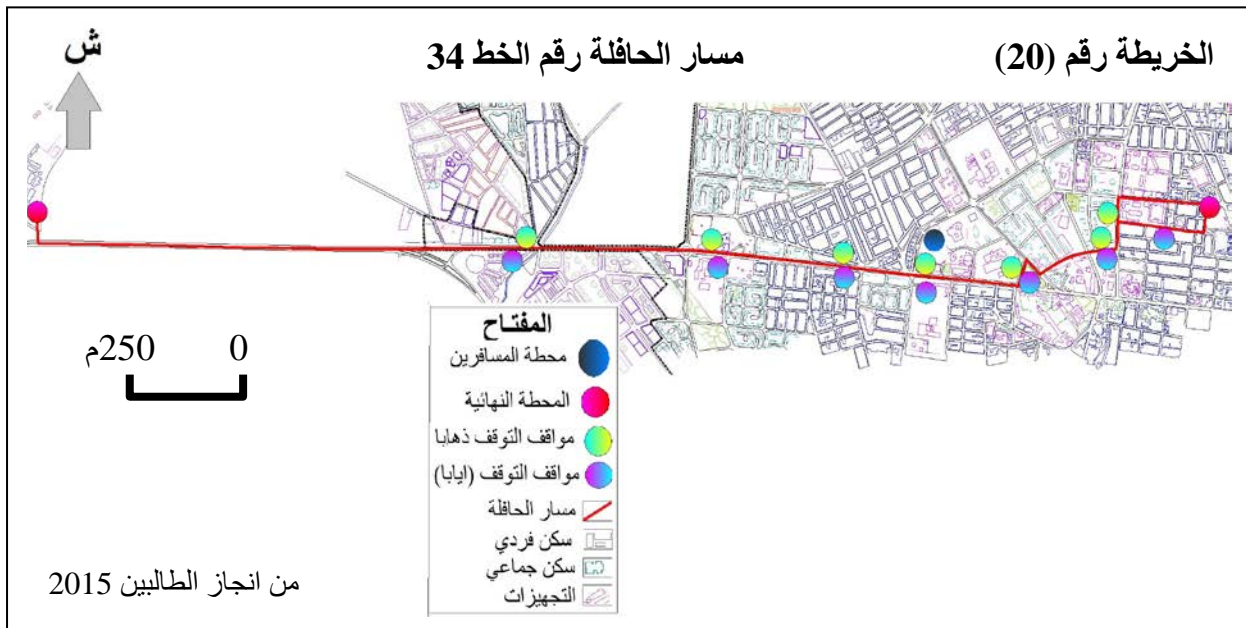 الخريطة رقم (20)
مسار الحافلة رقم الخط 34
ش
0
250م
المفتاح
محطة المسافرين
المحطة النهائية
مواقف التوقف ذهابا
مواقف التوقف (ايابا)
مسار الحافلة
سكن فردي
سكن جماعي
التجهيزات
من انجاز الطالبين 2015